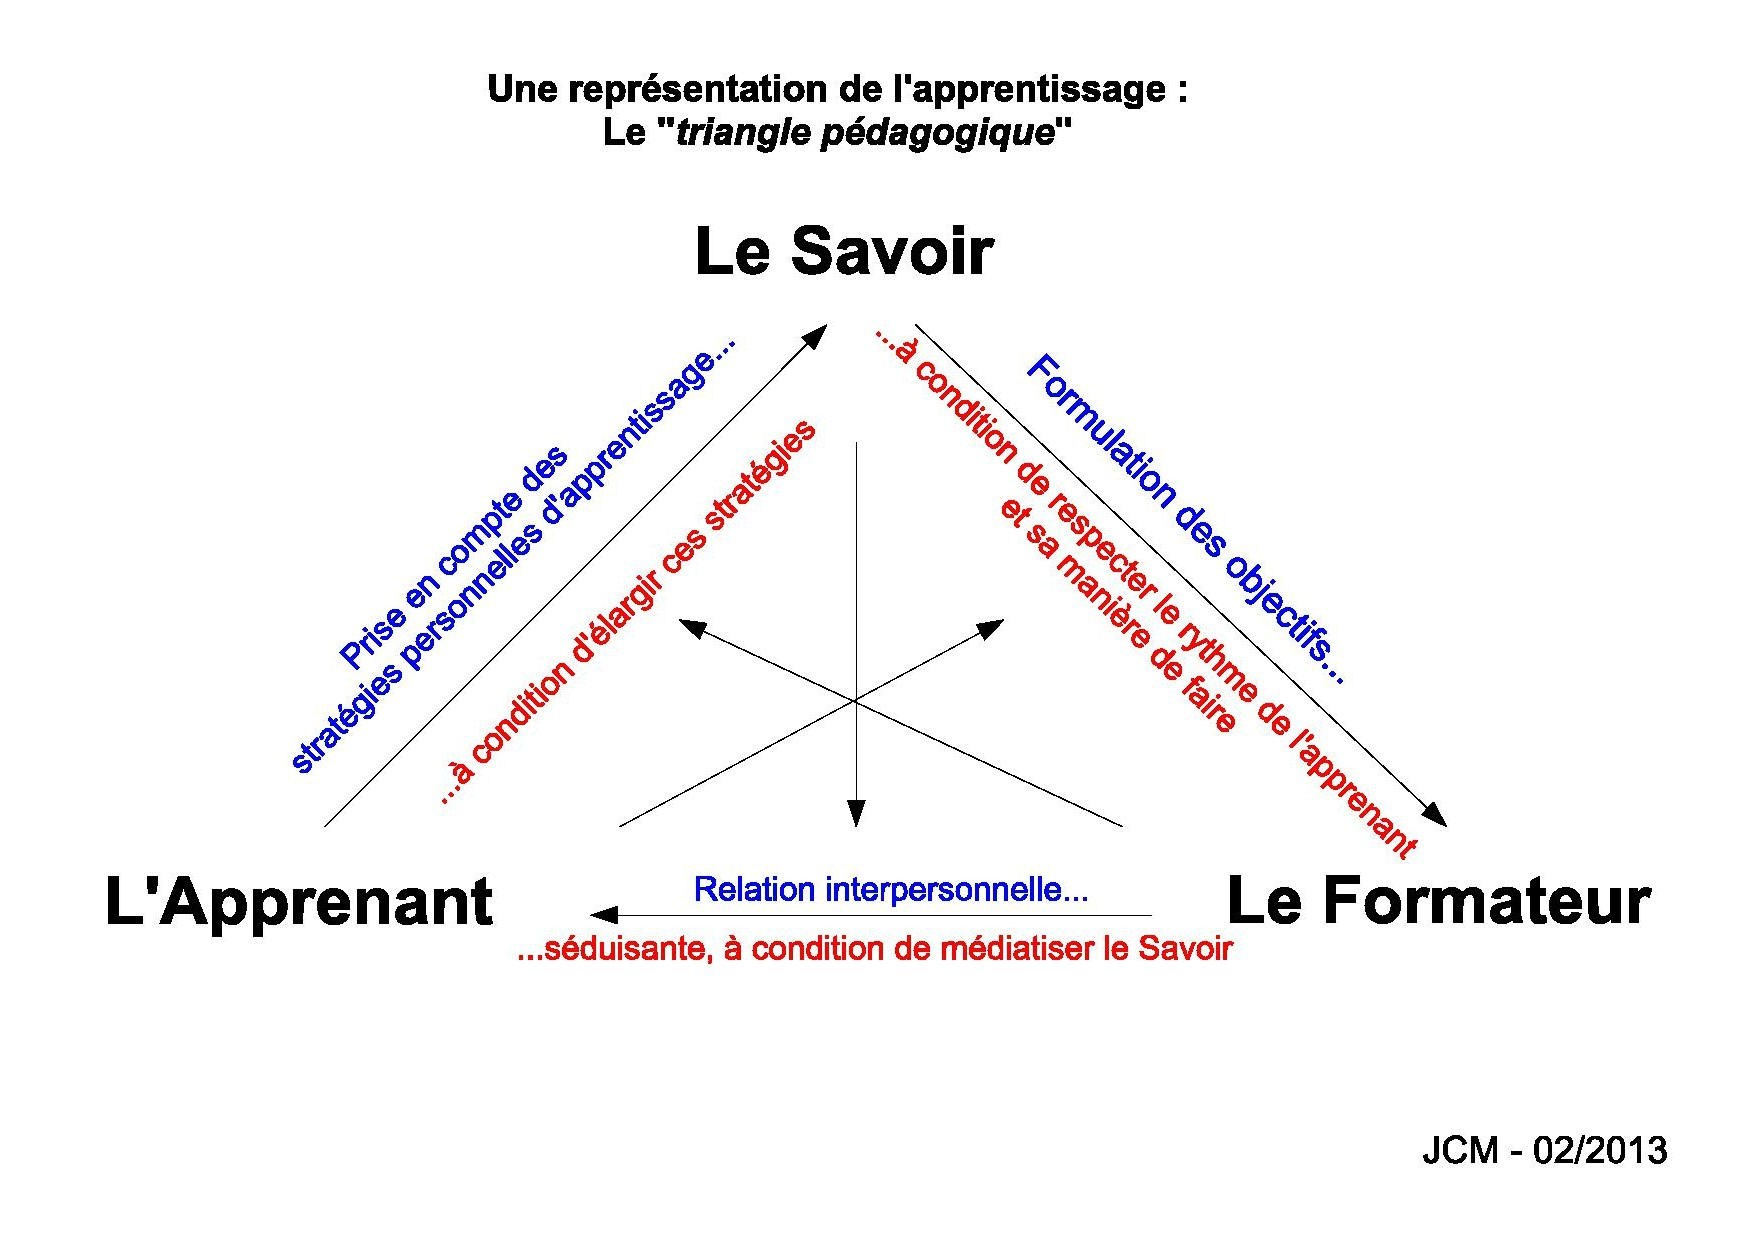 Une représentation de l'apprentissage :
Le "triangle pédagogique"
Le Savoir
Prise en compte des
stratégies personnelles d'apprentissage...
...à condition d'élargir ces stratégies
Formulation des objectifs...
...à condition de respecter le rythme de l'apprenant
et sa manière de faire
L'Apprenant
Relation interpersonnelle...
...séduisante, à condition de médiatiser le Savoir
Le Formateur
JCM - 02/2013